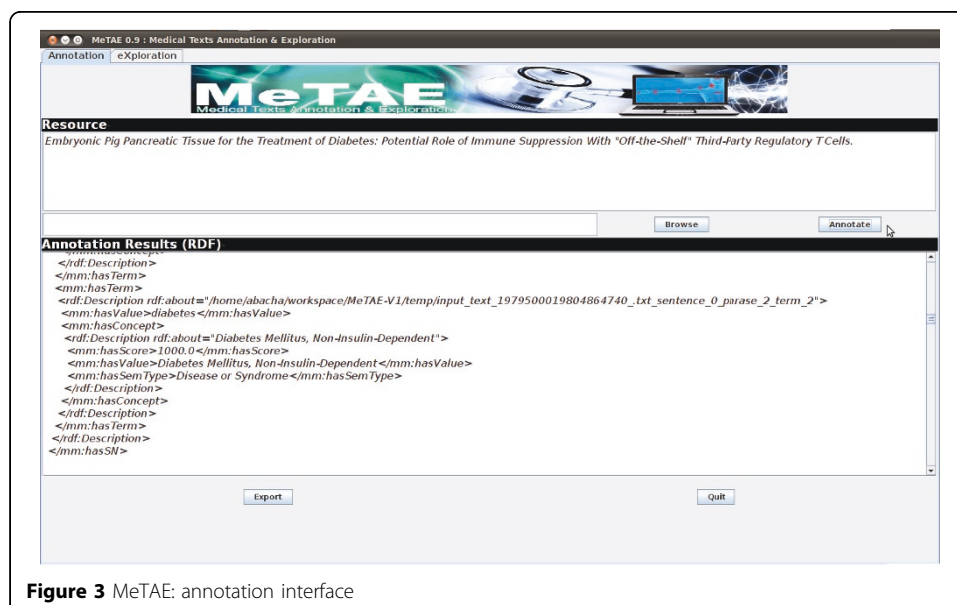 MeTAE 0.9 : Medical Texts Annotation & Exploration
Annotation eXploration
MeTAE
Medical Texts Annotation & Exploration
Resource
Embryonic Pig Pancreatic Tissue for the Treatment of Diabetes: Potential Role of Immune Suppression With "Off-the-Shelf" Third-Party Regulatory T Cells.
Browse Annotate
Annotation Results (RDF)
</mm:hasConcept>
</rdf:Description>
</mm:hasTerm>
<mm:hasTerm>
<rdf:Description rdf:about="/home/abacha/workspace/MeTAE-V1/temp/input_text_1979500019804864740_.txt_sentence_0_parase_2_term_2">
<mm:hasValue>diabetes</mm:hasValue>
<mm:hasConcept>
<rdf:Description rdf:about="Diabetes Mellitus, Non-Insulin-Dependent">
<mm:hasScore>1000.0</mm:hasScore>
<mm:hasValue>Diabetes Mellitus, Non-Insulin-Dependent</mm:hasValue>
<mm:hasSemType>Disease or Syndrome</mm:hasSemType>
</rdf:Description>
</mm:hasConcept>
</rdf:Description>
</mm:hasTerm>
</rdf:Description>
</mm:hasSN>
Export Quit
Figure 3 MeTAE: annotation interface